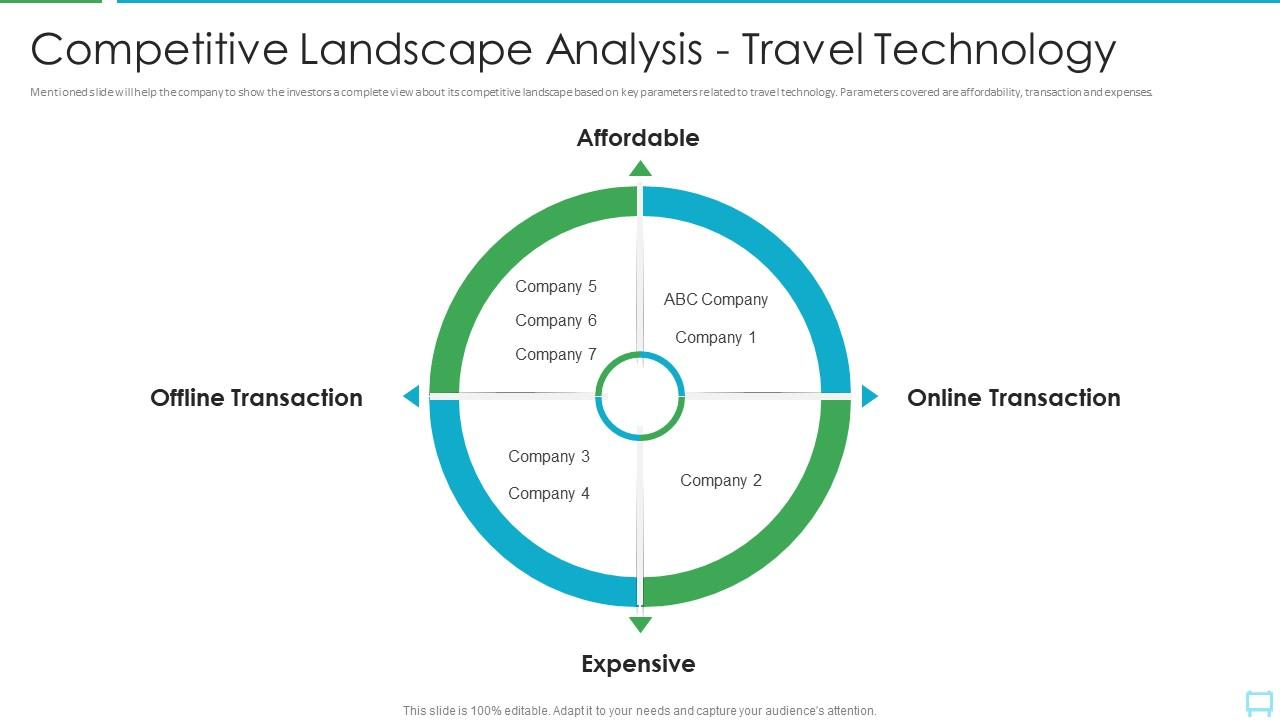 Competitive Landscape Analysis - Travel Technology
Mentioned slide will help the company to show the investors a complete view about its competitive landscape based on key parameters related to travel technology. Parameters covered are affordability, transaction and expenses.
Affordable
Company 5
Company 6
Company 7
ABC Company
Company 1
Offline Transaction
Online Transaction
Company 3
Company 4
Company 2
Expensive
This slide is 100% editable. Adapt it to your needs and capture your audience's attention.